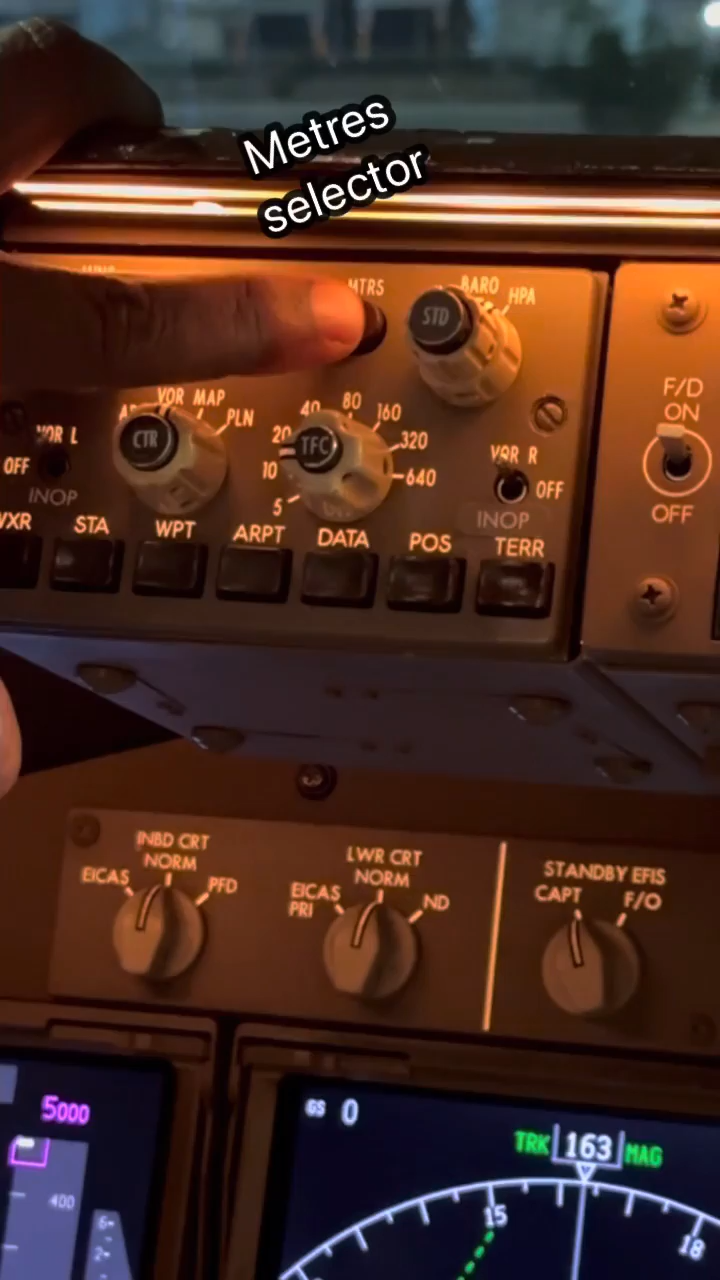 Metres
selector
MTRS
BARO
HPA
STD
VOR MAP
PLN
CTR
40 80 160
20
320
10
640
5
TFC
VOR L
OFF
INOP
VOR R
OFF
INOP
F/D
ON
OFF
WXR STA WPT ARPT DATA POS TERR
INBD CRT
NORM
EICAS
PFD
LWR CRT
NORM
EICAS
PRI
ND
STANDBY EFIS
CAPT F/O
5000
400
6
2
GS 0
TRK 163 MAG
15
18